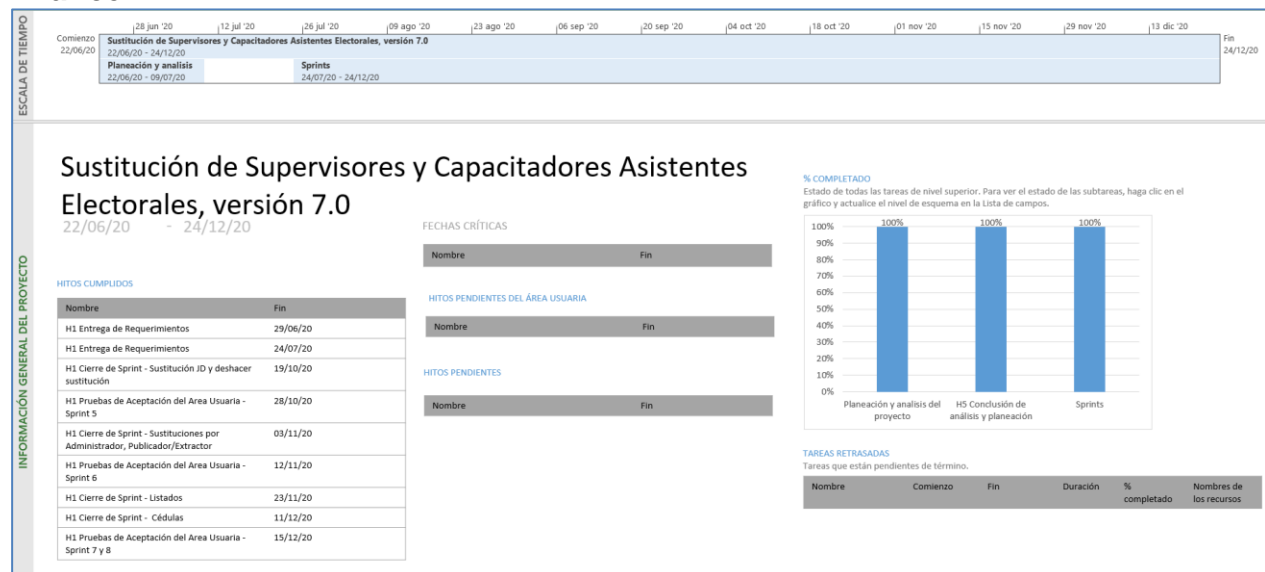 ESCALA DE TIEMPO
28 jun '20 12 jul '20 26 jul '20 09 ago '20 23 ago '20 06 sep '20 20 sep '20 04 oct '20 18 oct '20 01 nov '20 15 nov '20 29 nov '20 13 dic '20
Comienzo
22/06/20
Sustitución de Supervisores y Capacitadores Asistentes Electorales, versión 7.0
22/06/20 - 24/12/20
Planeación y analisis
22/06/20 - 09/07/20
Sprints
24/07/20 - 24/12/20
Fin
24/12/20
INFORMACIÓN GENERAL DEL PROYECTO
Sustitución de Supervisores y Capacitadores Asistentes
Electorales, versión 7.0
22/06/20 - 24/12/20
HITOS CUMPLIDOS
Nombre Fin
H1 Entrega de Requerimientos 29/06/20
H1 Entrega de Requerimientos 24/07/20
H1 Cierre de Sprint - Sustitución JD y deshacer 19/10/20
sustitución
H1 Pruebas de Aceptación del Area Usuaria - 28/10/20
Sprint 5
H1 Cierre de Sprint - Sustituciones por 03/11/20
Administrador, Publicador/Extractor
H1 Pruebas de Aceptación del Area Usuaria - 12/11/20
Sprint 6
H1 Cierre de Sprint - Listados 23/11/20
H1 Cierre de Sprint - Cédulas 11/12/20
H1 Pruebas de Aceptación del Area Usuaria - 15/12/20
Sprint 7 y 8
FECHAS CRÍTICAS
Nombre Fin
HITOS PENDIENTES DEL ÁREA USUARIA
Nombre Fin
HITOS PENDIENTES
Nombre Fin
% COMPLETADO
Estado de todas las tareas de nivel superior. Para ver el estado de las subtareas, haga clic en el
gráfico y actualice el nivel de esquema en la Lista de campos.
100% 100% 100%
100%
90%
80%
70%
60%
50%
40%
30%
20%
10%
0%
Planeación y analisis del H5 Conclusión de Sprints
proyecto análisis y planeación
TAREAS RETRASADAS
Tareas que están pendientes de término.
Nombre Comienzo Fin Duración % Nombres de
completado los recursos